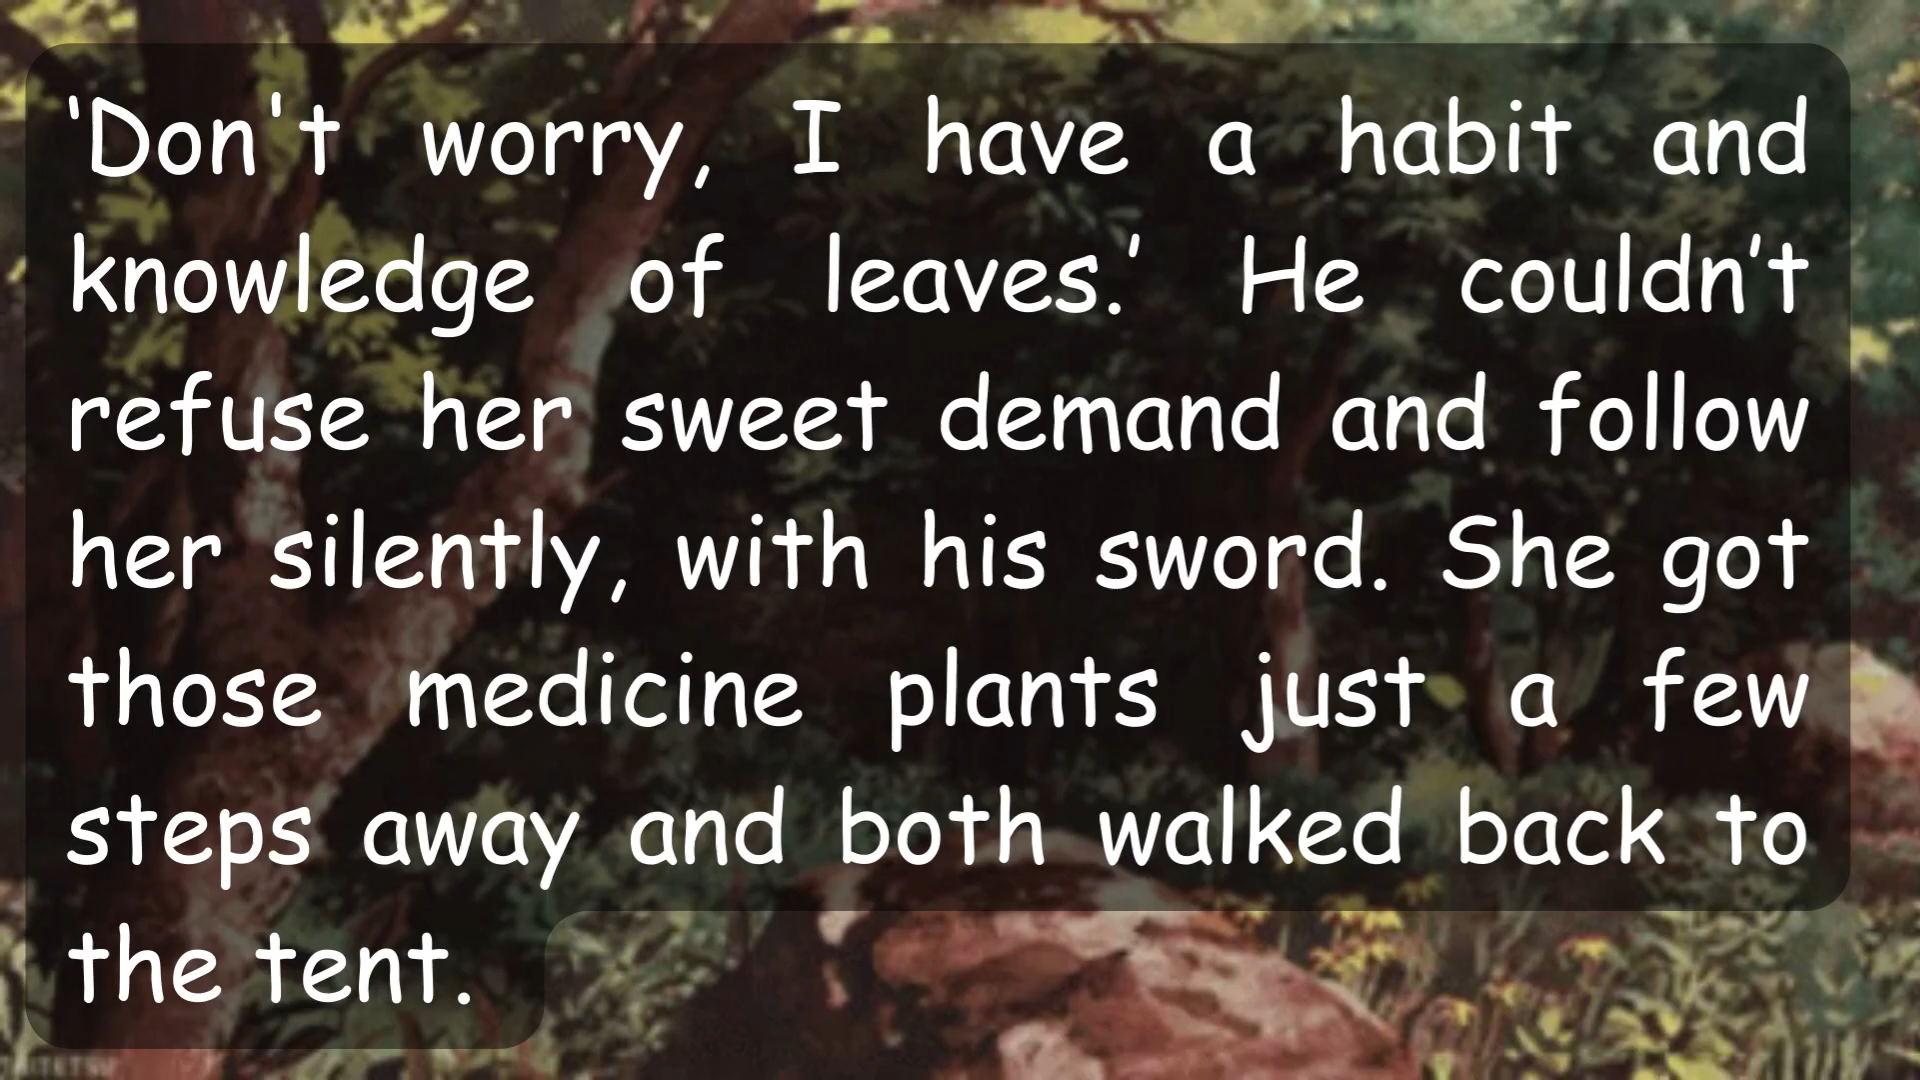 ‘Don't worry, I have a habit and
knowledge of leaves.’ He couldn’t
refuse her sweet demand and follow
her silently, with his sword. She got
those medicine plants just a few
steps away and both walked back to
the tent.